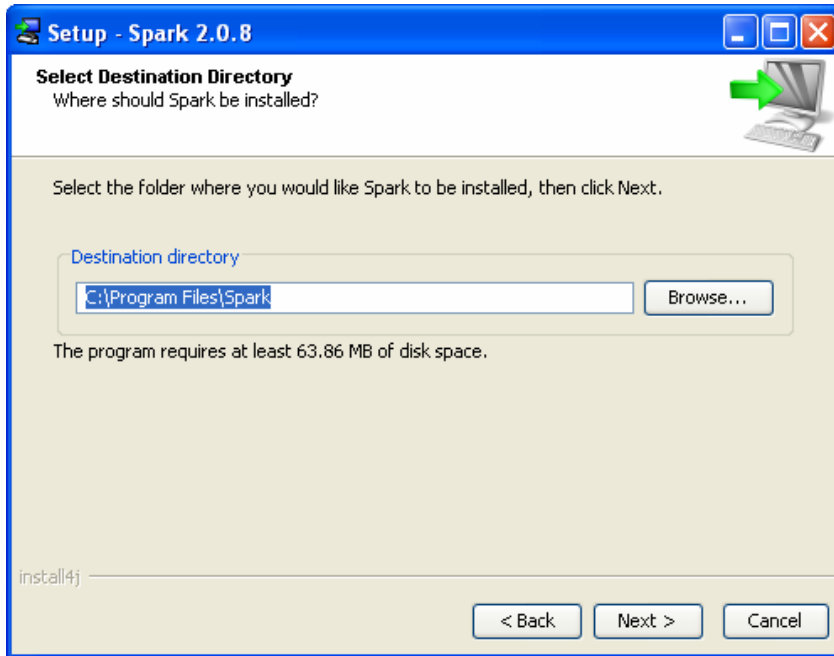 Setup - Spark 2.0.8
Select Destination Directory
Where should Spark be installed?
Select the folder where you would like Spark to be installed, then click Next.
Destination directory
C:\Program Files\Spark
Browse...
The program requires at least 63.86 MB of disk space.
install4j
< Back Next > Cancel